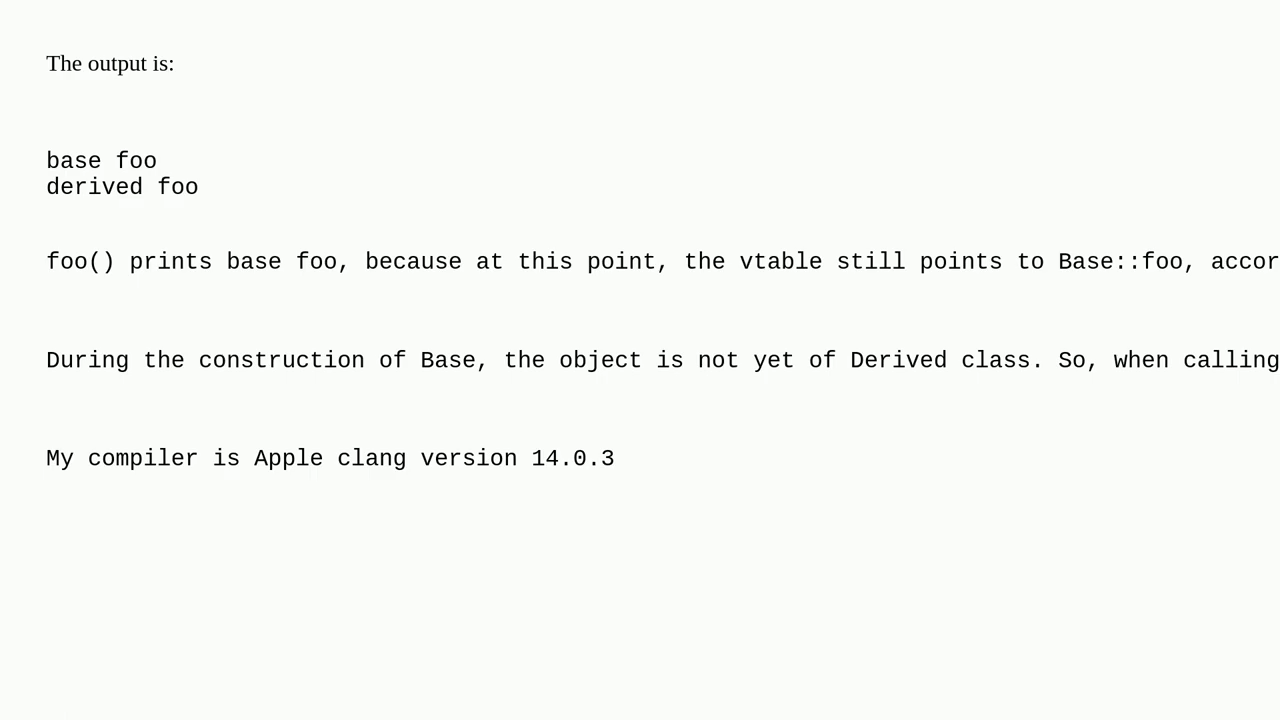 The output is:
base foo
derived foo
foo() prints base foo, because at this point, the vtable still points to Base::foo, accor
During the construction of Base, the object is not yet of Derived class. So, when calling
My compiler is Apple clang version 14.0.3